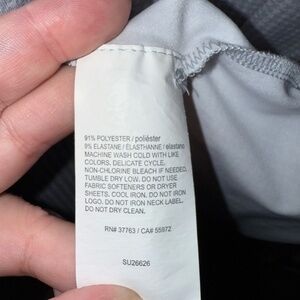 91% POLYESTER / poliéster
9% ELASTANE / ÉLASTHANNE / elastano
MACHINE WASH COLD WITH LIKE
COLORS. DELICATE CYCLE.
NON-CHLORINE BLEACH IF NEEDED.
TUMBLE DRY LOW. DO NOT USE
FABRIC SOFTENERS OR DRYER
SHEETS. COOL IRON. DO NOT IRON
LOGO. DO NOT IRON NECK LABEL.
DO NOT DRY CLEAN.
RN# 37763 / CA# 55972
SU26626